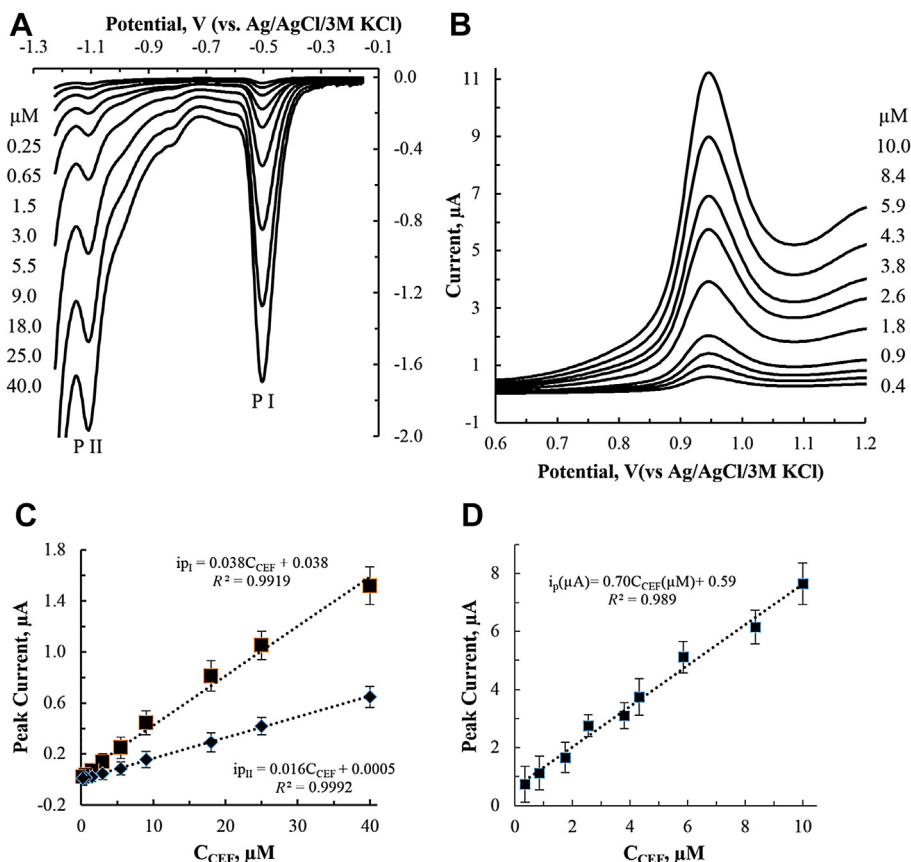 A
Potential, V (vs. Ag/AgCl/3M KCl)
-1.3 -1.1 -0.9 -0.7 -0.5 -0.3 -0.1
0.0
-0.4
-0.8
-1.2
-1.6
-2.0
µM
0.25
0.65
1.5
3.0
5.5
9.0
18.0
25.0
40.0
P II
P I
B
Current, µA
11
9
7
5
3
1
-1
0.6 0.7 0.8 0.9 1.0 1.1 1.2
Potential, V(vs Ag/AgCl/3M KCl)
µM
10.0
8.4
5.9
4.3
3.8
2.6
1.8
0.9
0.4
C
Peak Current, µA
1.8
1.4
1.0
0.6
0.2
-0.2
0 10 20 30 40
C_CEF, µM
ip_I = 0.038C_CEF + 0.038
R² = 0.9919
ip_II = 0.016C_CEF + 0.0005
R² = 0.9992
D
Peak Current, µA
8
6
4
2
0
0 2 4 6 8 10
C_CEF, µM
i_p(µA)= 0.70C_CEF(µM)+ 0.59
R² = 0.989